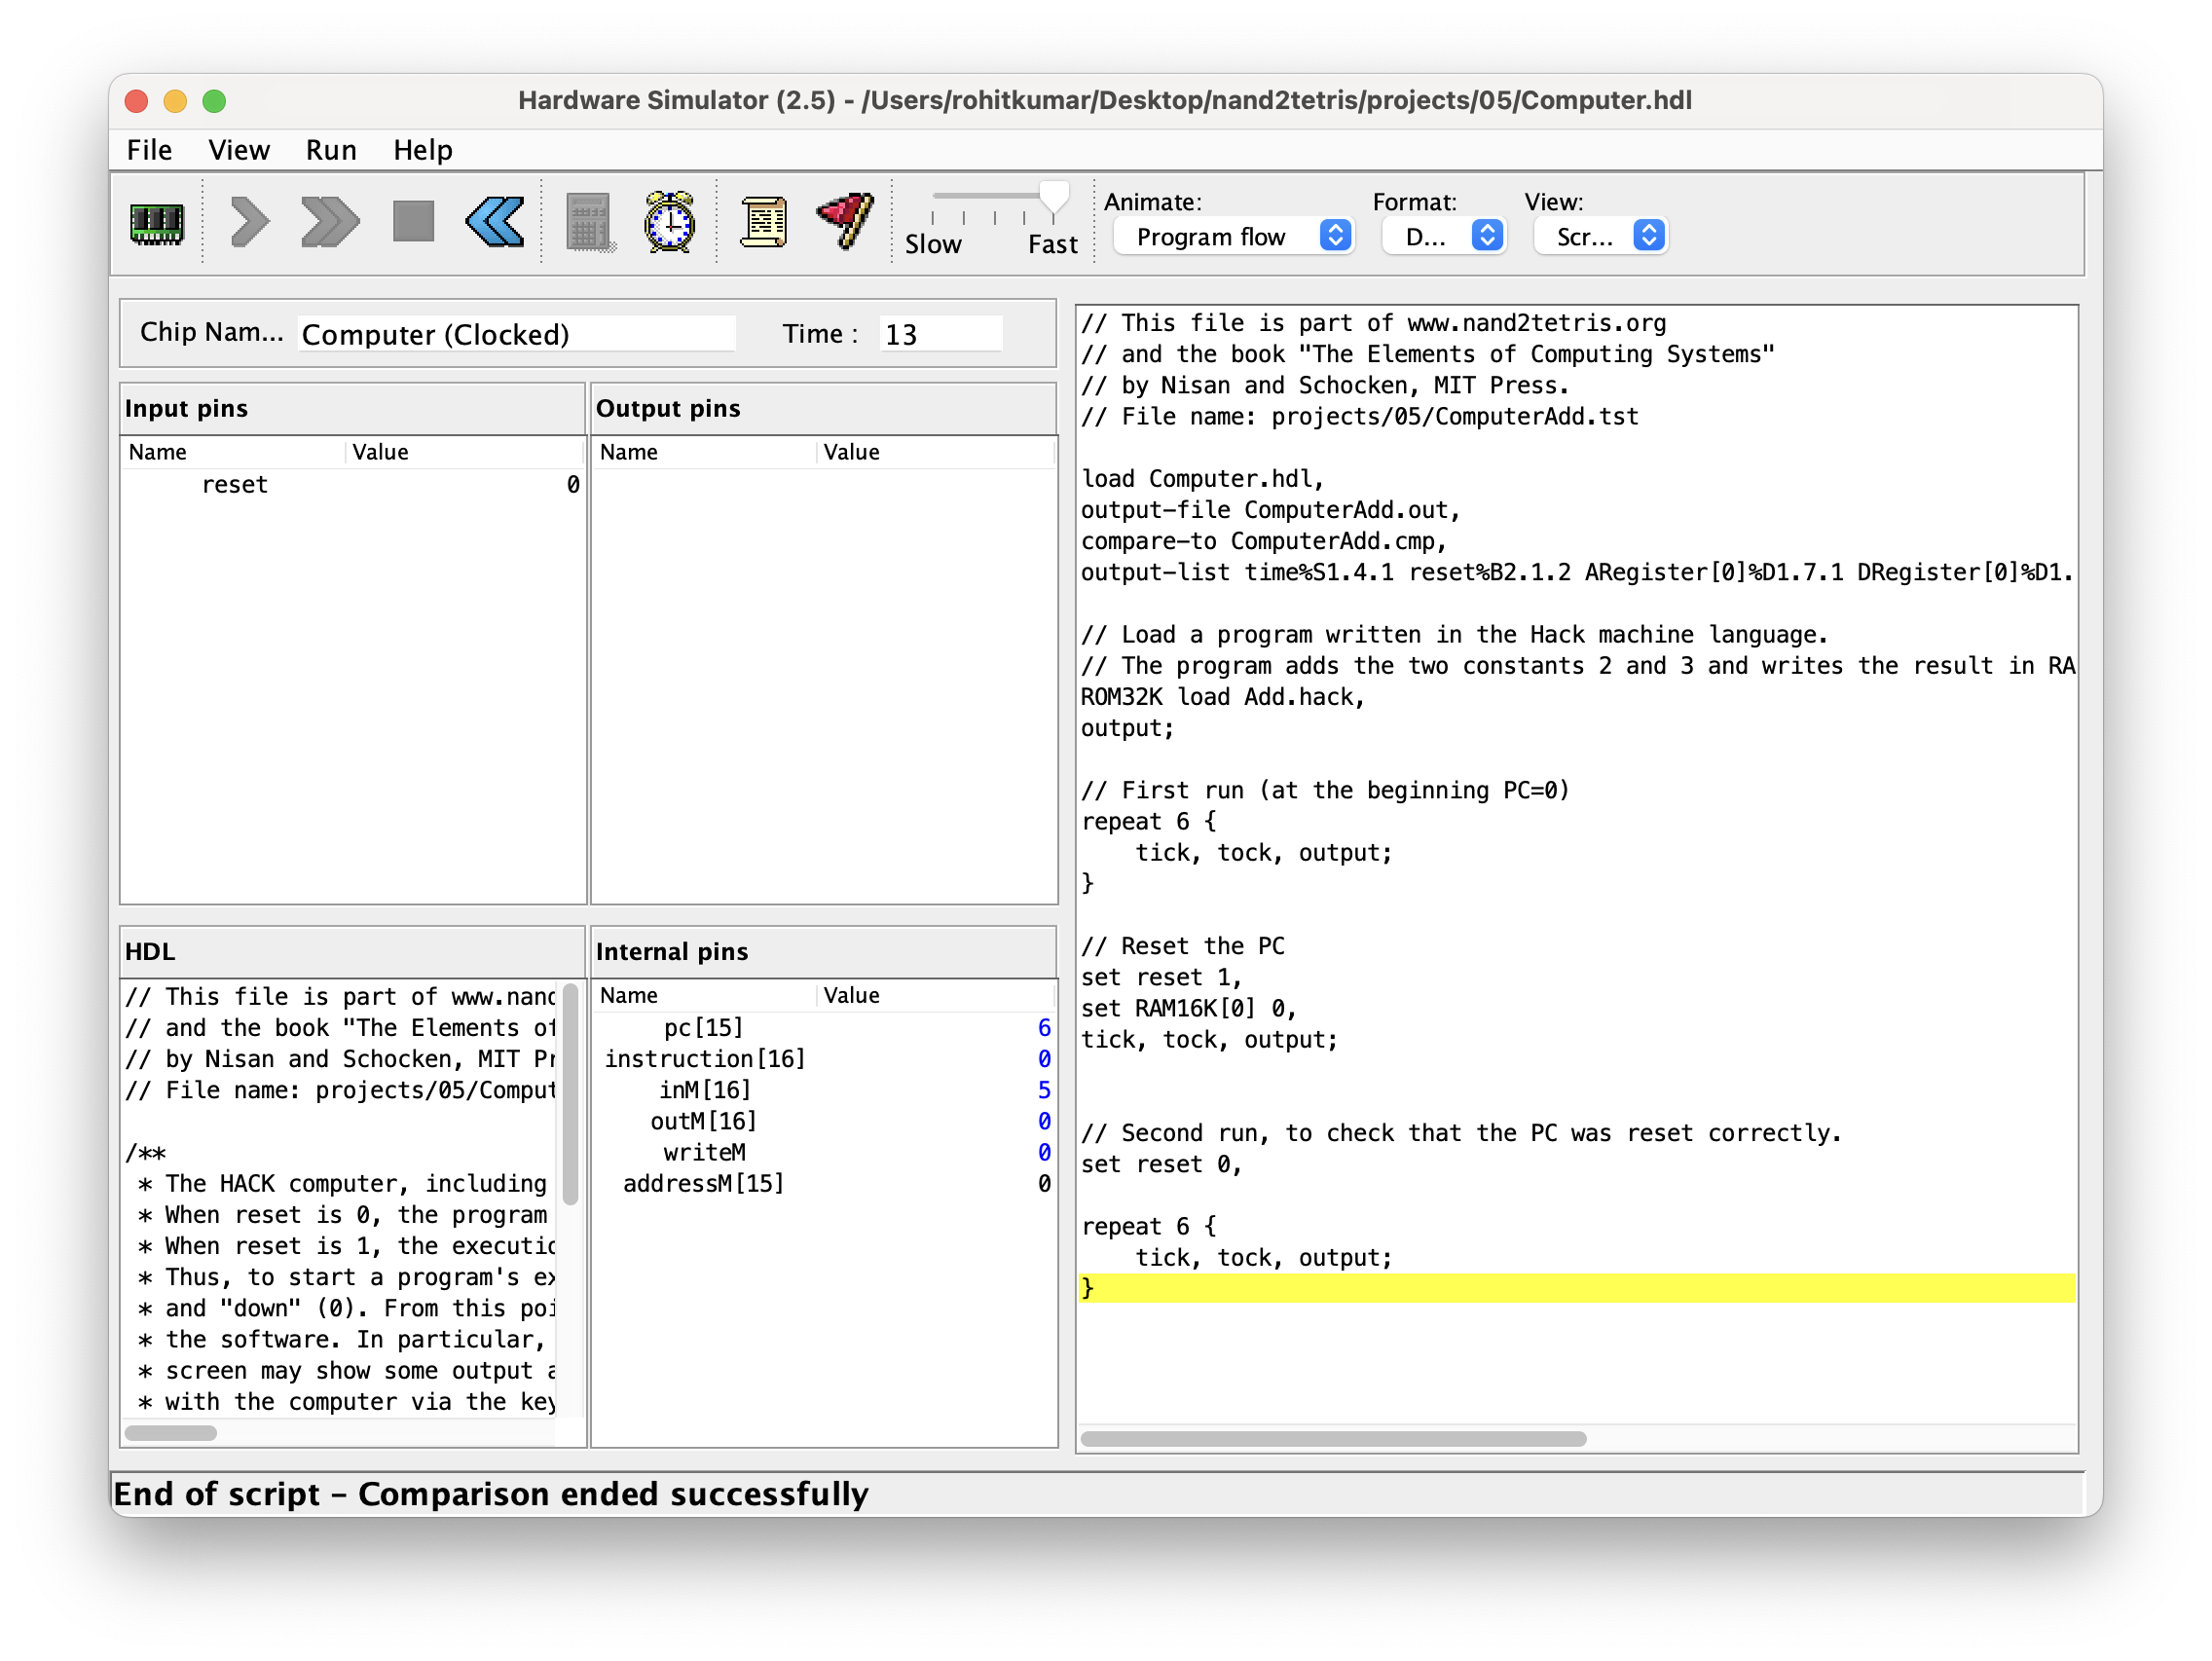 Hardware Simulator (2.5) - /Users/rohitkumar/Desktop/nand2tetris/projects/05/Computer.hdl
File View Run Help
Slow Fast
Animate: Format: View:
Program flow D... Scr...
Chip Nam... Computer (Clocked) Time : 13
Input pins
Name Value
reset 0
Output pins
Name Value
HDL
// This file is part of www.nand
// and the book "The Elements of
// by Nisan and Schocken, MIT Pr
// File name: projects/05/Comput
/**
* The HACK computer, including
* When reset is 0, the program
* When reset is 1, the executio
* Thus, to start a program's ex
* and "down" (0). From this poi
* the software. In particular,
* screen may show some output a
* with the computer via the key
Internal pins
Name Value
pc[15] 6
instruction[16] 0
inM[16] 5
outM[16] 0
writeM 0
addressM[15] 0
// This file is part of www.nand2tetris.org
// and the book "The Elements of Computing Systems"
// by Nisan and Schocken, MIT Press.
// File name: projects/05/ComputerAdd.tst
load Computer.hdl,
output-file ComputerAdd.out,
compare-to ComputerAdd.cmp,
output-list time%S1.4.1 reset%B2.1.2 ARegister[0]%D1.7.1 DRegister[0]%D1.
// Load a program written in the Hack machine language.
// The program adds the two constants 2 and 3 and writes the result in RA
ROM32K load Add.hack,
output;
// First run (at the beginning PC=0)
repeat 6 {
tick, tock, output;
}
// Reset the PC
set reset 1,
set RAM16K[0] 0,
tick, tock, output;
// Second run, to check that the PC was reset correctly.
set reset 0,
repeat 6 {
tick, tock, output;
}
End of script - Comparison ended successfully